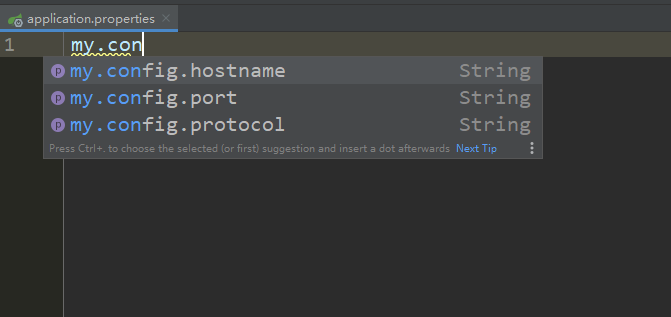 application.properties
1 my.con
my.config.hostname String
my.config.port String
my.config.protocol String
Press Ctrl+. to choose the selected (or first) suggestion and insert a dot afterwards Next Tip